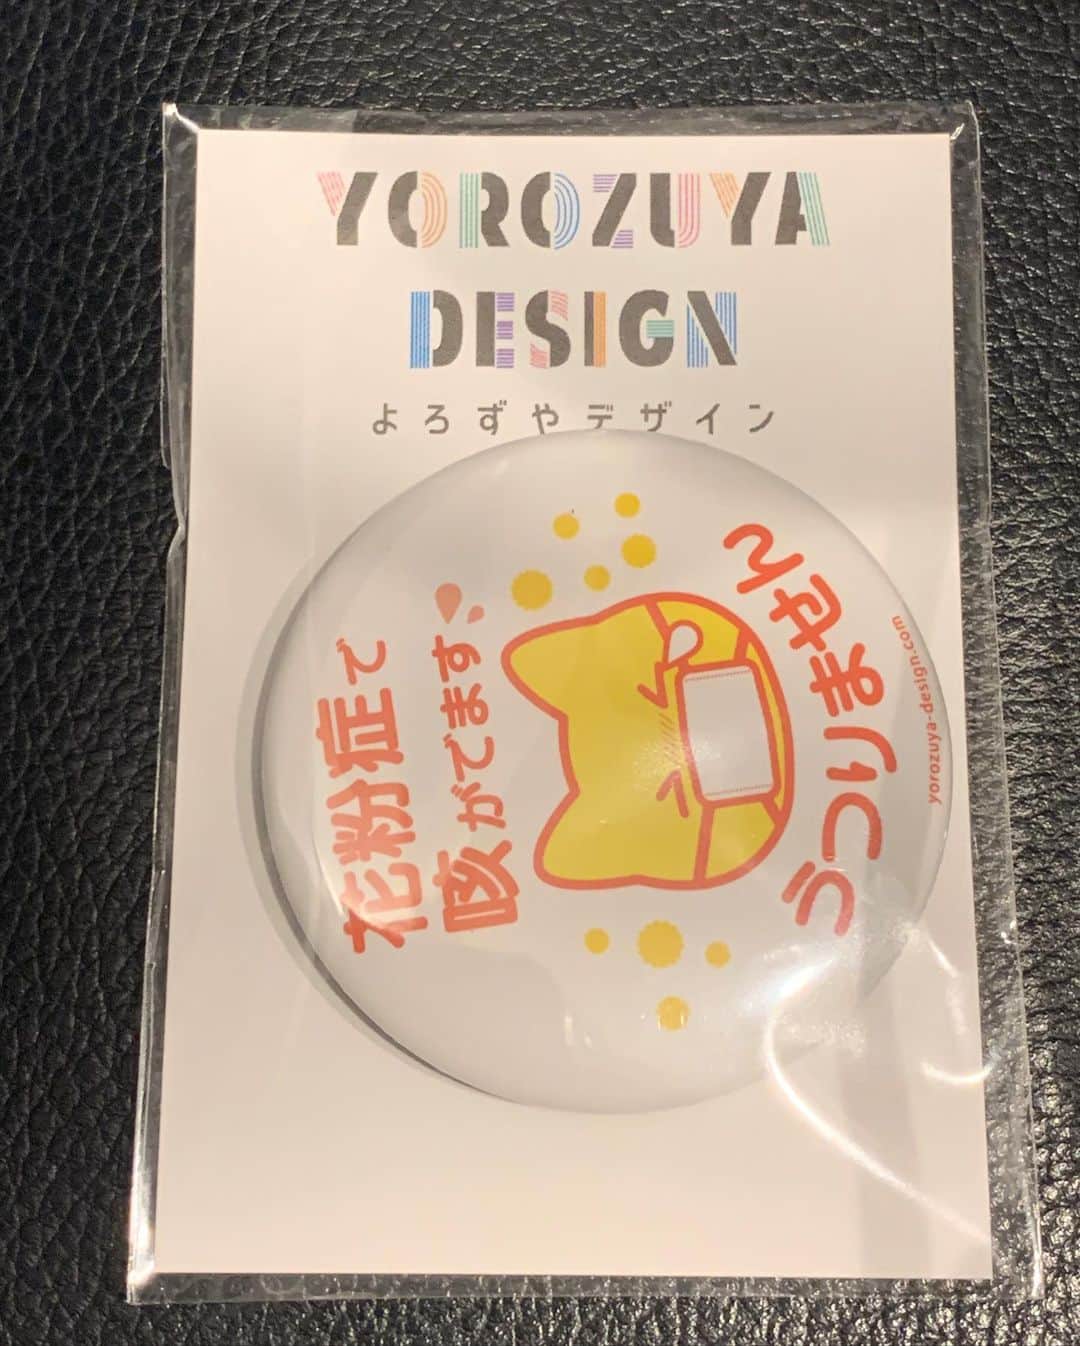 YOROZUYA
DESIGN
よろずやデザイン
花粉症で
咳がでます
うつりません
yorozuya-design.com